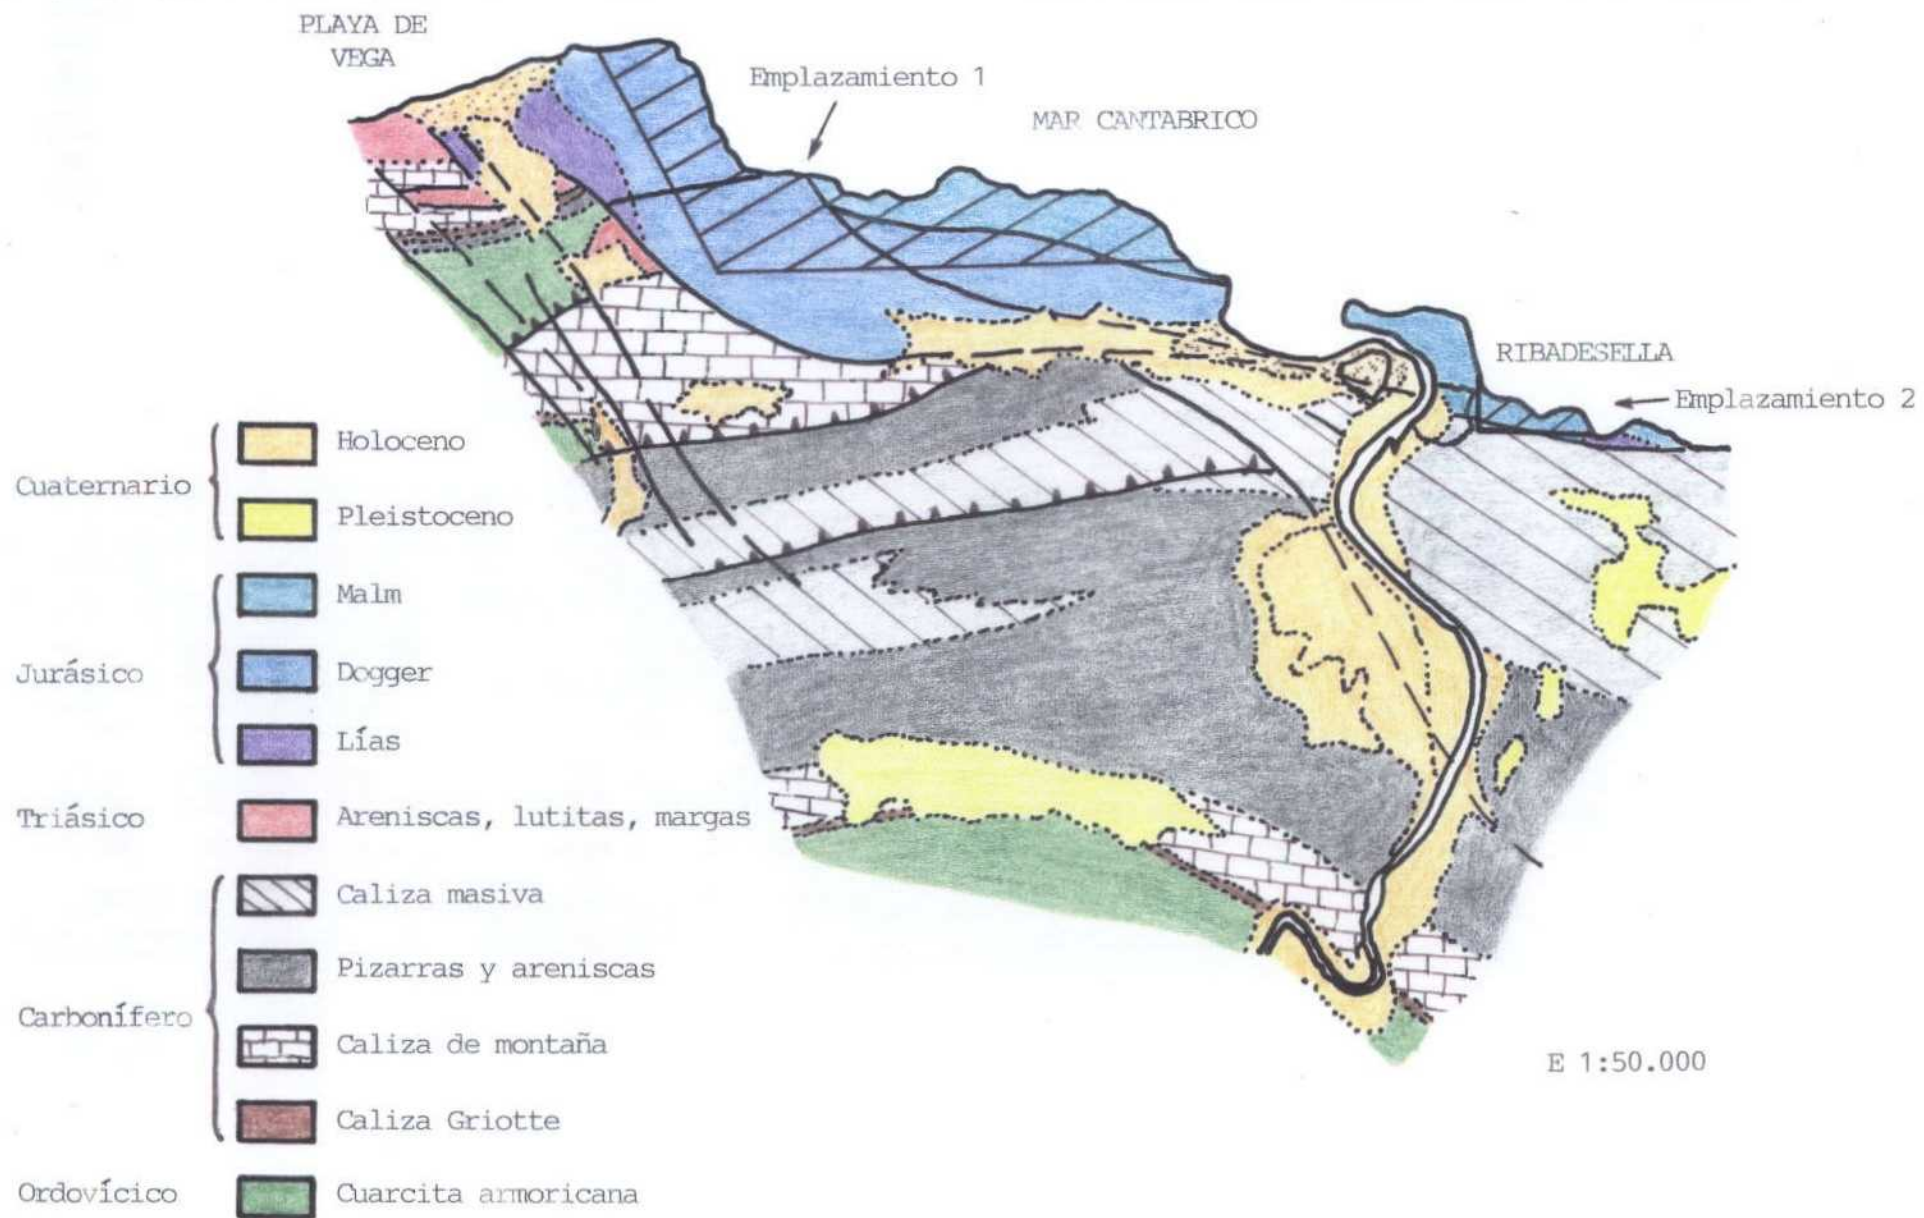 PLAYA DE
VEGA
Emplazamiento 1
MAR CANTABRICO
RIBADESELLA
Emplazamiento 2
Cuaternario
Holoceno
Pleistoceno
Jurásico
Malm
Dogger
Lías
Triásico
Areniscas, lutitas, margas
Carbonífero
Caliza masiva
Pizarras y areniscas
Caliza de montaña
Caliza Griotte
Ordovícico
Cuarcita armoricana
E 1:50.000